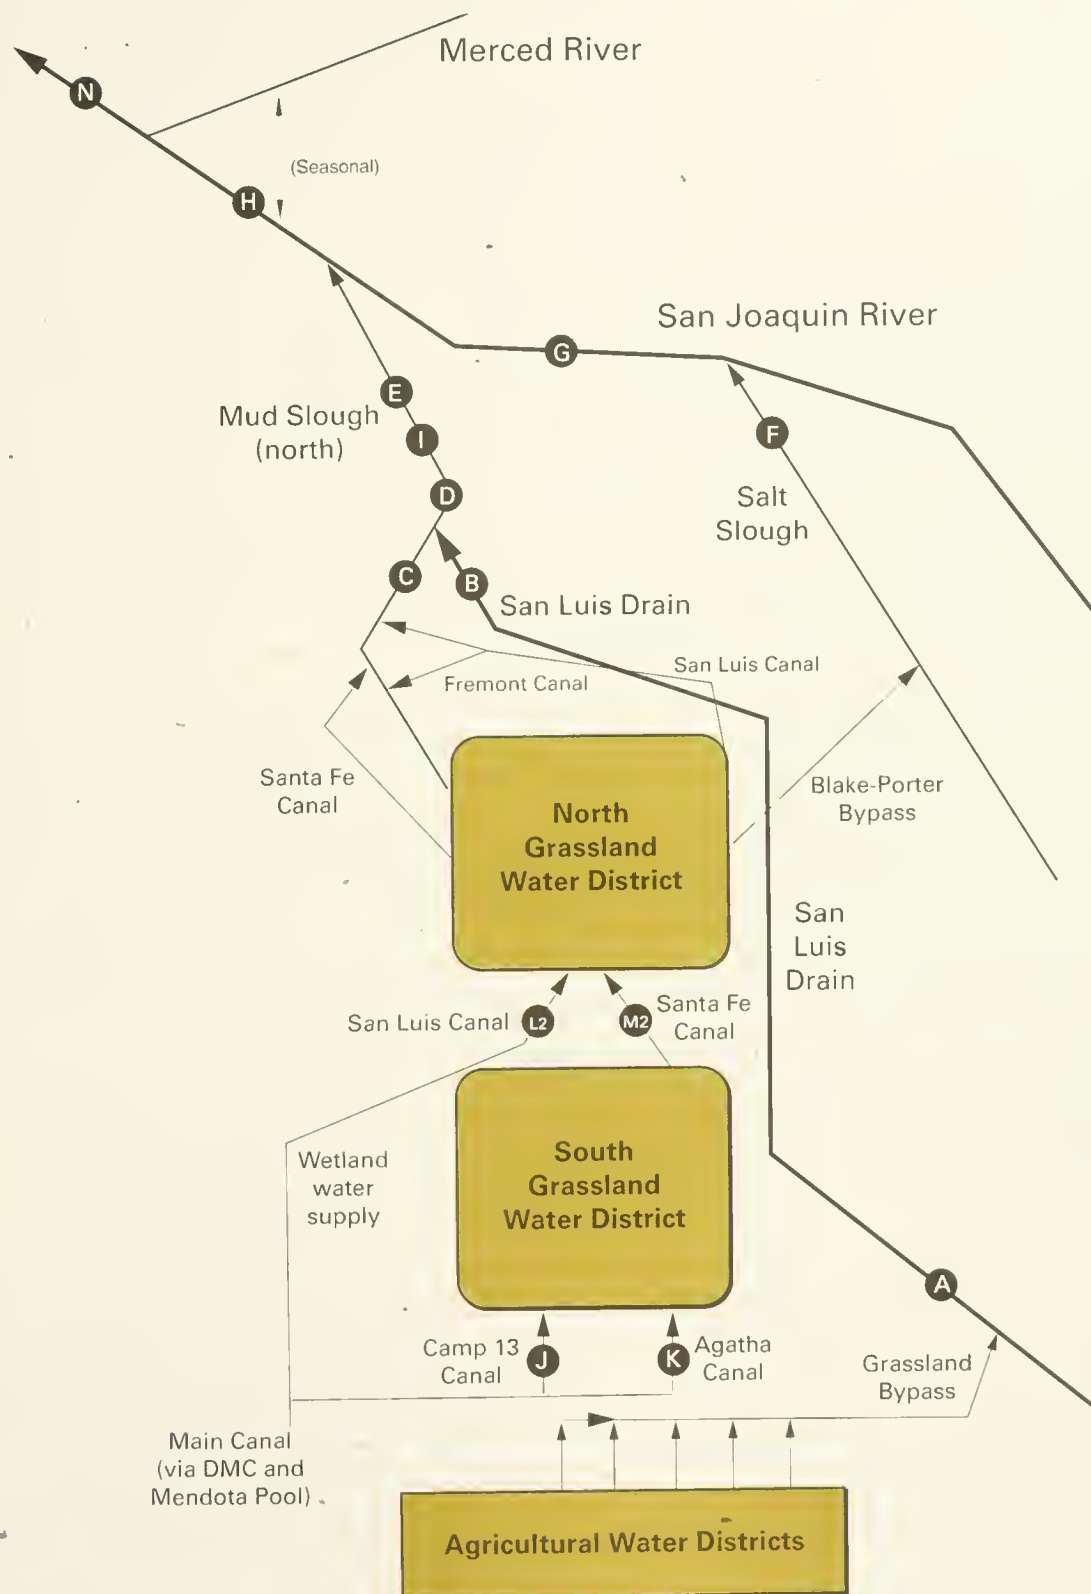 Merced River
N
(Seasonal)
H
San Joaquin River
G
E
Mud Slough
(north)
I
F
D
Salt
Slough
C
B
San Luis Drain
San Luis Canal
Fremont Canal
Santa Fe
Canal
Blake-Porter
Bypass
North
Grassland
Water District
San
Luis
Drain
San Luis Canal
L2
M2
Santa Fe
Canal
Wetland
water
supply
South
Grassland
Water District
A
Camp 13
Canal
J
K
Agatha
Canal
Grassland
Bypass
Main Canal
(via DMC and
Mendota Pool)
Agricultural Water Districts